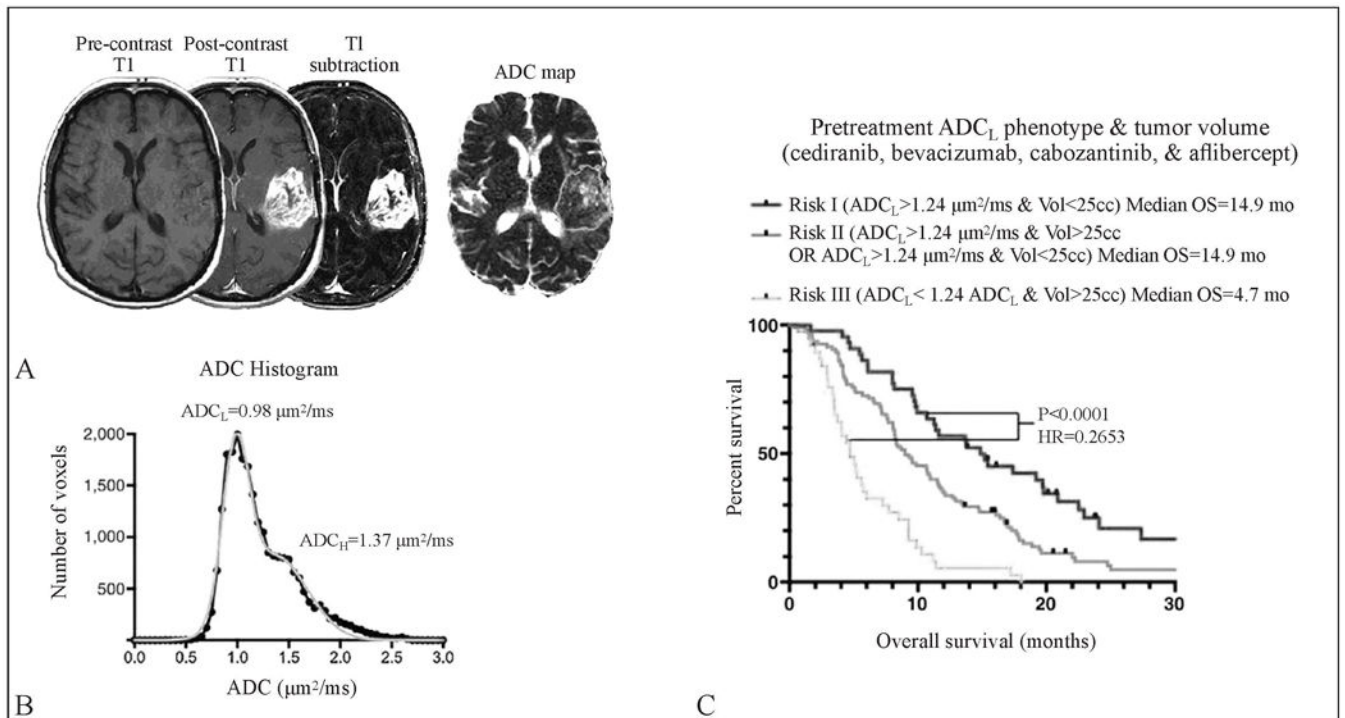 Pre-contrast
T1
Post-contrast
T1
T1
subtraction
ADC map
A
ADC Histogram
ADC_L=0.98 μm²/ms
ADC_H=1.37 μm²/ms
Number of voxels
2,000
1,500
1,000
500
0.0 0.5 1.0 1.5 2.0 2.5 3.0
ADC (μm²/ms)
B
Pretreatment ADC_L phenotype & tumor volume
(cediranib, bevacizumab, cabozantinib, & aflibercept)
Risk I (ADC_L>1.24 μm²/ms & Vol<25cc) Median OS=14.9 mo
Risk II (ADC_L>1.24 μm²/ms & Vol>25cc
OR ADC_L>1.24 μm²/ms & Vol<25cc) Median OS=14.9 mo
Risk III (ADC_L< 1.24 ADC_L & Vol>25cc) Median OS=4.7 mo
Percent survival
100
50
0
P<0.0001
HR=0.2653
0 10 20 30
Overall survival (months)
C